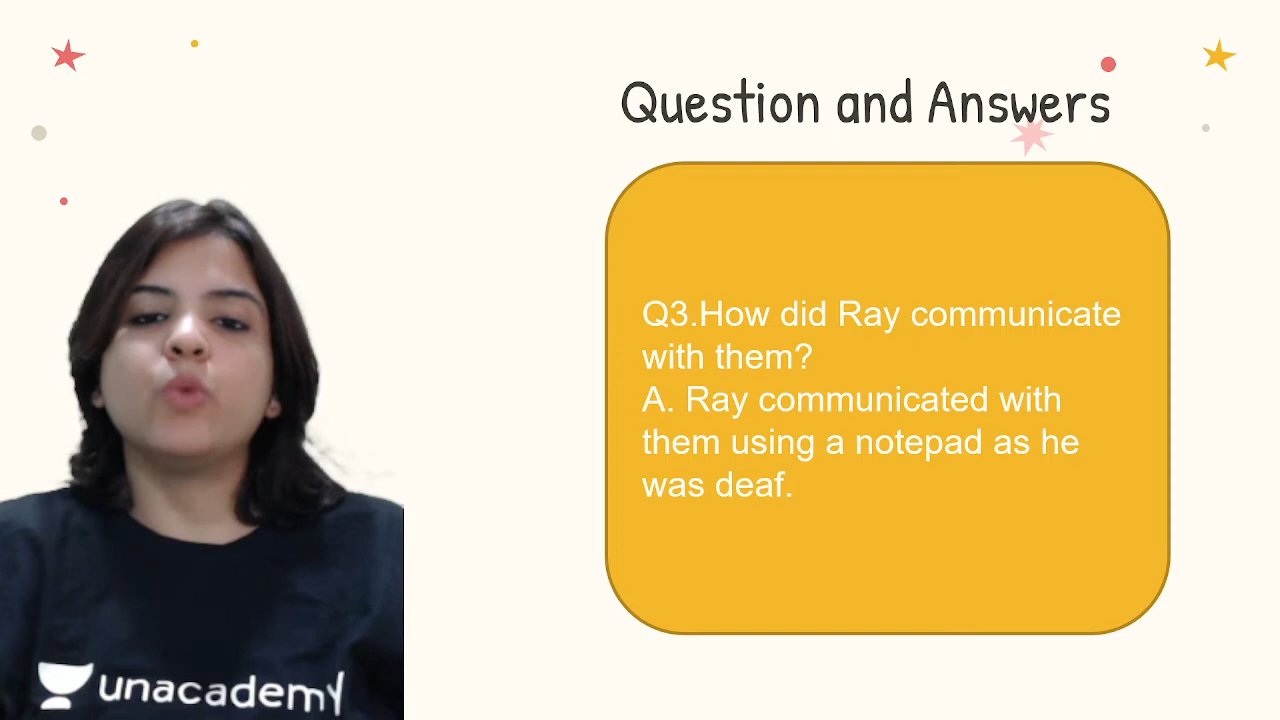 Question and Answers
Q3.How did Ray communicate
with them?
A. Ray communicated with
them using a notepad as he
was deaf.
unacademy